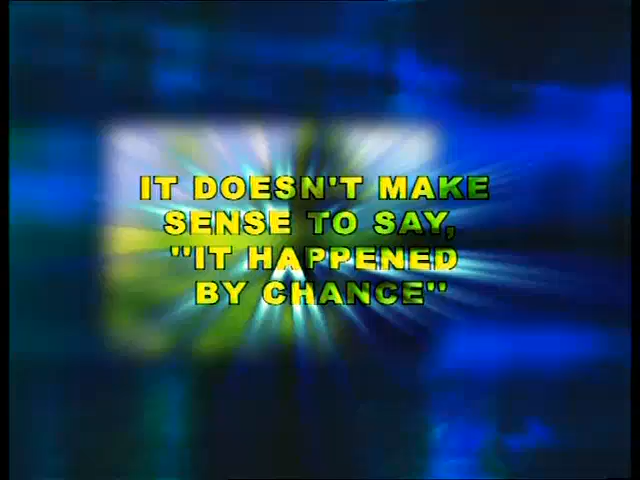 IT DOESN'T MAKE
SENSE TO SAY,
"IT HAPPENED
BY CHANCE"